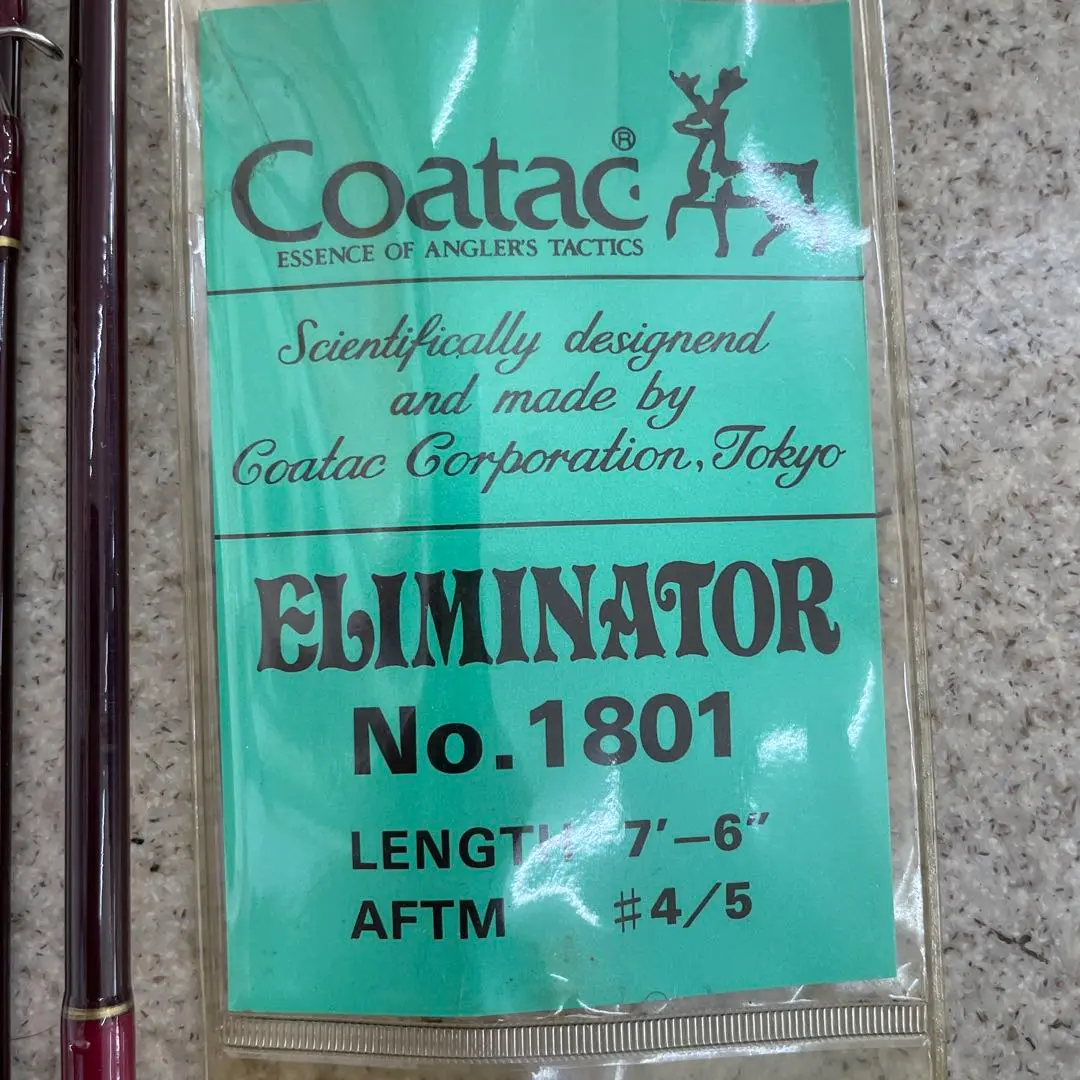 Coatac®
ESSENCE OF ANGLER'S TACTICS
Scientifically designend
and made by
Coatac Corporation, Tokyo
ELIMINATOR
No. 1801
LENGTH 7'–6"
AFTM #4/5